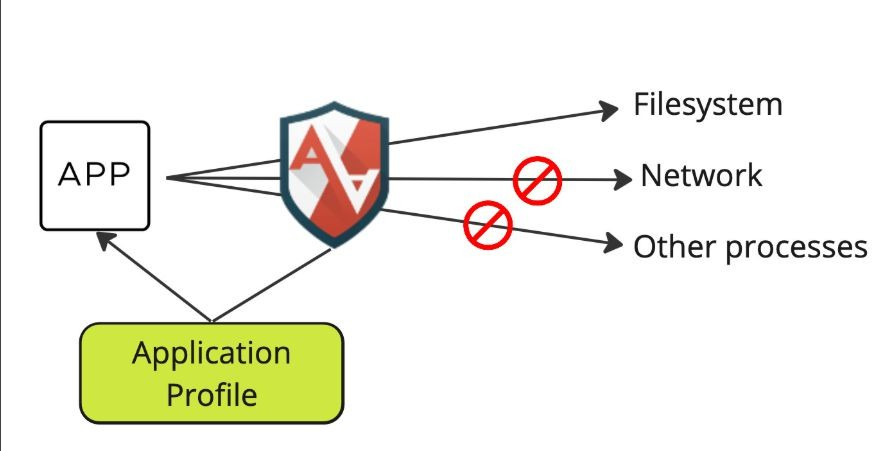 APP
Filesystem
Network
Other processes
Application
Profile